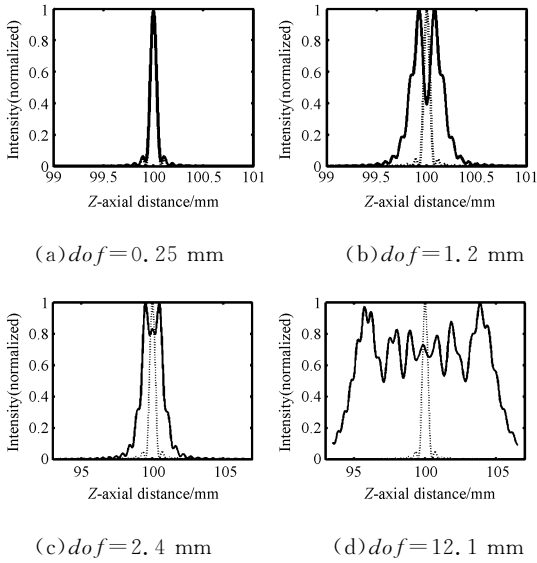 1
0.8
0.6
0.4
0.2
0
Intensity(normalized)
99 99.5 100 100.5 101
Z-axial distance/mm
(a)dof=0.25 mm
1
0.8
0.6
0.4
0.2
0
Intensity(normalized)
99 99.5 100 100.5 101
Z-axial distance/mm
(b)dof=1.2 mm
1
0.8
0.6
0.4
0.2
0
Intensity(normalized)
95 100 105
Z-axial distance/mm
(c)dof=2.4 mm
1
0.8
0.6
0.4
0.2
0
Intensity(normalized)
95 100 105
Z-axial distance/mm
(d)dof=12.1 mm